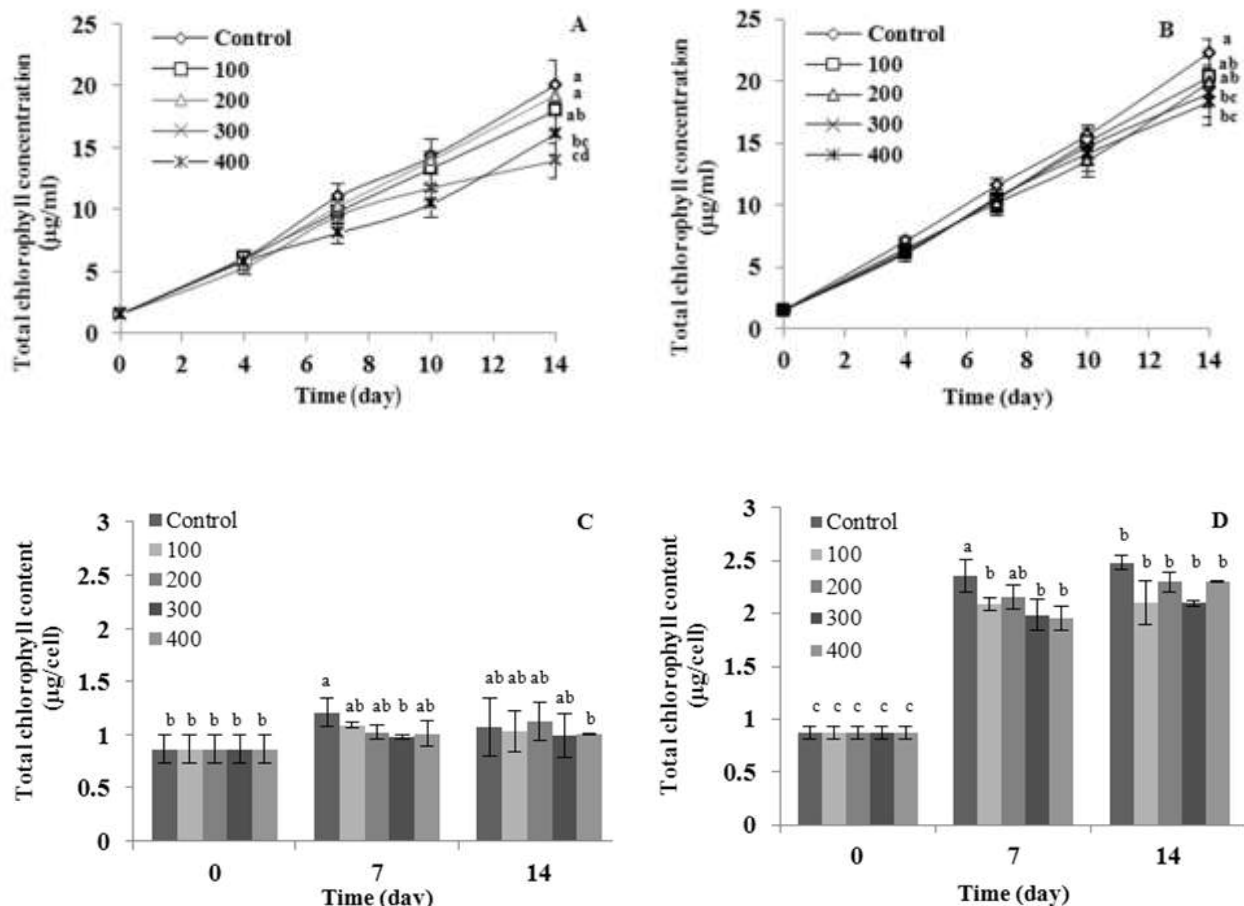 A
Total chlorophyll concentration
(µg/ml)
25
20
15
10
5
0
Control
100
200
300
400
a
a
ab
bc
cd
0 2 4 6 8 10 12 14
Time (day)
B
Total chlorophyll concentration
(µg/ml)
25
20
15
10
5
0
Control
100
200
300
400
a
ab
ab
bc
bc
0 2 4 6 8 10 12 14
Time (day)
C
Total chlorophyll content
(µg/cell)
3
2.5
2
1.5
1
0.5
0
Control
100
200
300
400
b b b b b
a ab ab b ab
ab ab ab ab b
0 7 14
Time (day)
D
Total chlorophyll content
(µg/cell)
3
2.5
2
1.5
1
0.5
0
Control
100
200
300
400
c c c c c
a b ab b b
b b b b b
0 7 14
Time (day)